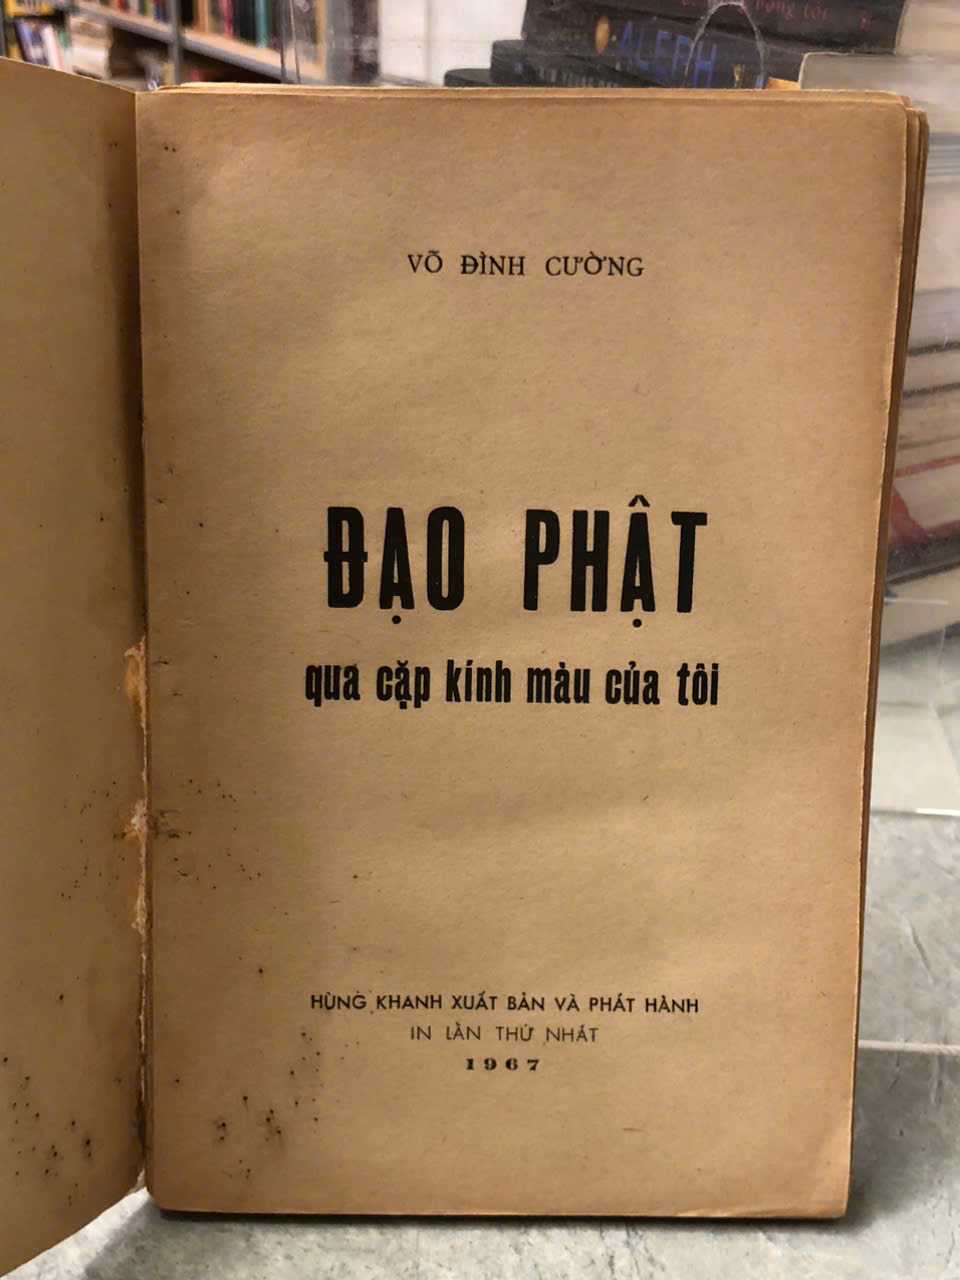 ALEPH
VÕ ĐÌNH CƯỜNG
ĐẠO PHẬT
qua cặp kính màu của tôi
HÙNG KHANH XUẤT BẢN VÀ PHÁT HÀNH
IN LẦN THỨ NHẤT
1967